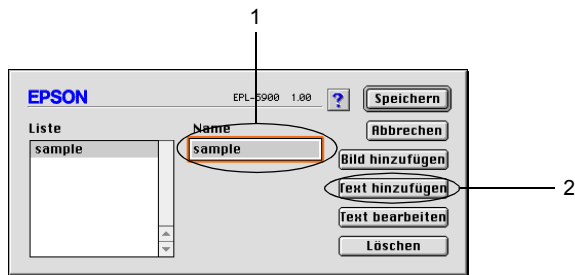 1
EPSON EPL-5900 1.00 ? Speichern
Liste Name Abbrechen
sample sample
Bild hinzufügen
Text hinzufügen 2
Text bearbeiten
Löschen